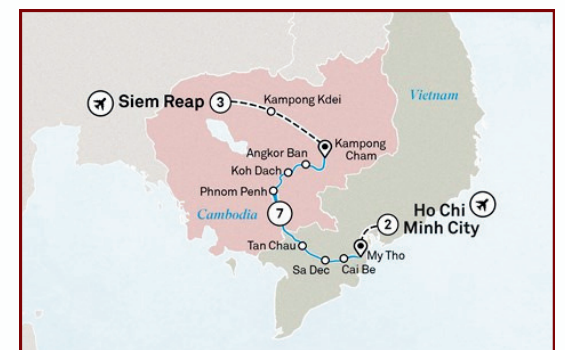 Vietnam
Siem Reap
3
Kampong Kdei
Kampong
Cham
Angkor Ban
Koh Dach
Phnom Penh
Cambodia
7
Ho Chi
Minh City
2
Tan Chau
My Tho
Sa Dec
Cai Be